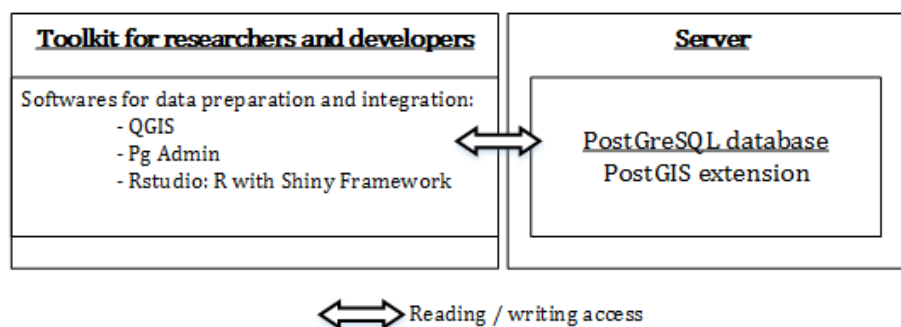 Toolkit for researchers and developers
Softwares for data preparation and integration:
- QGIS
- Pg Admin
- Rstudio: R with Shiny Framework
Server
PostGreSQL database
PostGIS extension
Reading / writing access